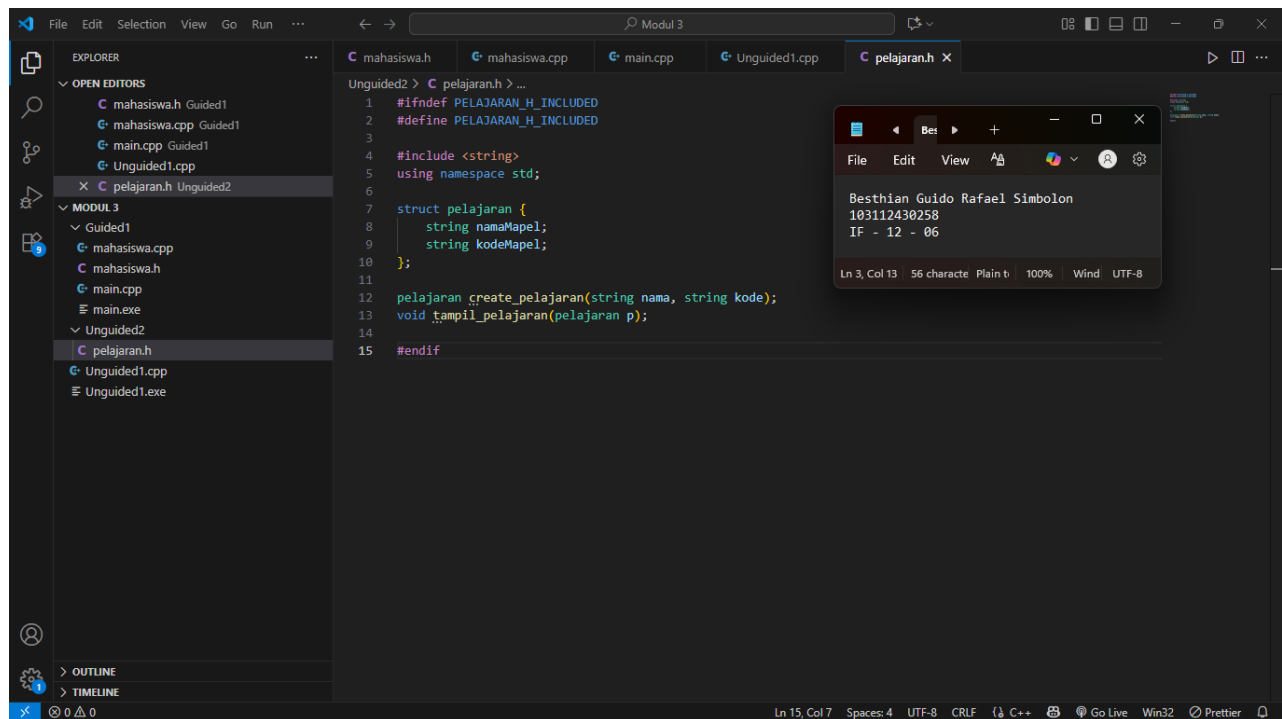 File Edit Selection View Go Run ...
Modul 3
EXPLORER
OPEN EDITORS
C mahasiswa.h Guided1
mahasiswa.cpp Guided1
main.cpp Guided1
Unguided1.cpp
C pelajaran.h Unguided2
MODUL 3
Guided1
mahasiswa.cpp
C mahasiswa.h
main.cpp
main.exe
Unguided2
C pelajaran.h
Unguided1.cpp
Unguided1.exe
OUTLINE
TIMELINE
9
1
C mahasiswa.h mahasiswa.cpp main.cpp Unguided1.cpp C pelajaran.h
Unguided2 > C pelajaran.h > ...
1 #ifndef PELAJARAN_H_INCLUDED
2 #define PELAJARAN_H_INCLUDED
3
4 #include <string>
5 using namespace std;
6
7 struct pelajaran {
8 string namaMapel;
9 string kodeMapel;
10 };
11
12 pelajaran create_pelajaran(string nama, string kode);
13 void tampil_pelajaran(pelajaran p);
14
15 #endif
Bes
File Edit View
Besthian Guido Rafael Simbolon
103112430258
IF - 12 - 06
Ln 3, Col 13 56 characte Plain t 100% Wind UTF-8
0 0 Ln 15, Col 7 Spaces: 4 UTF-8 CRLF C++ Go Live Win32 Prettier